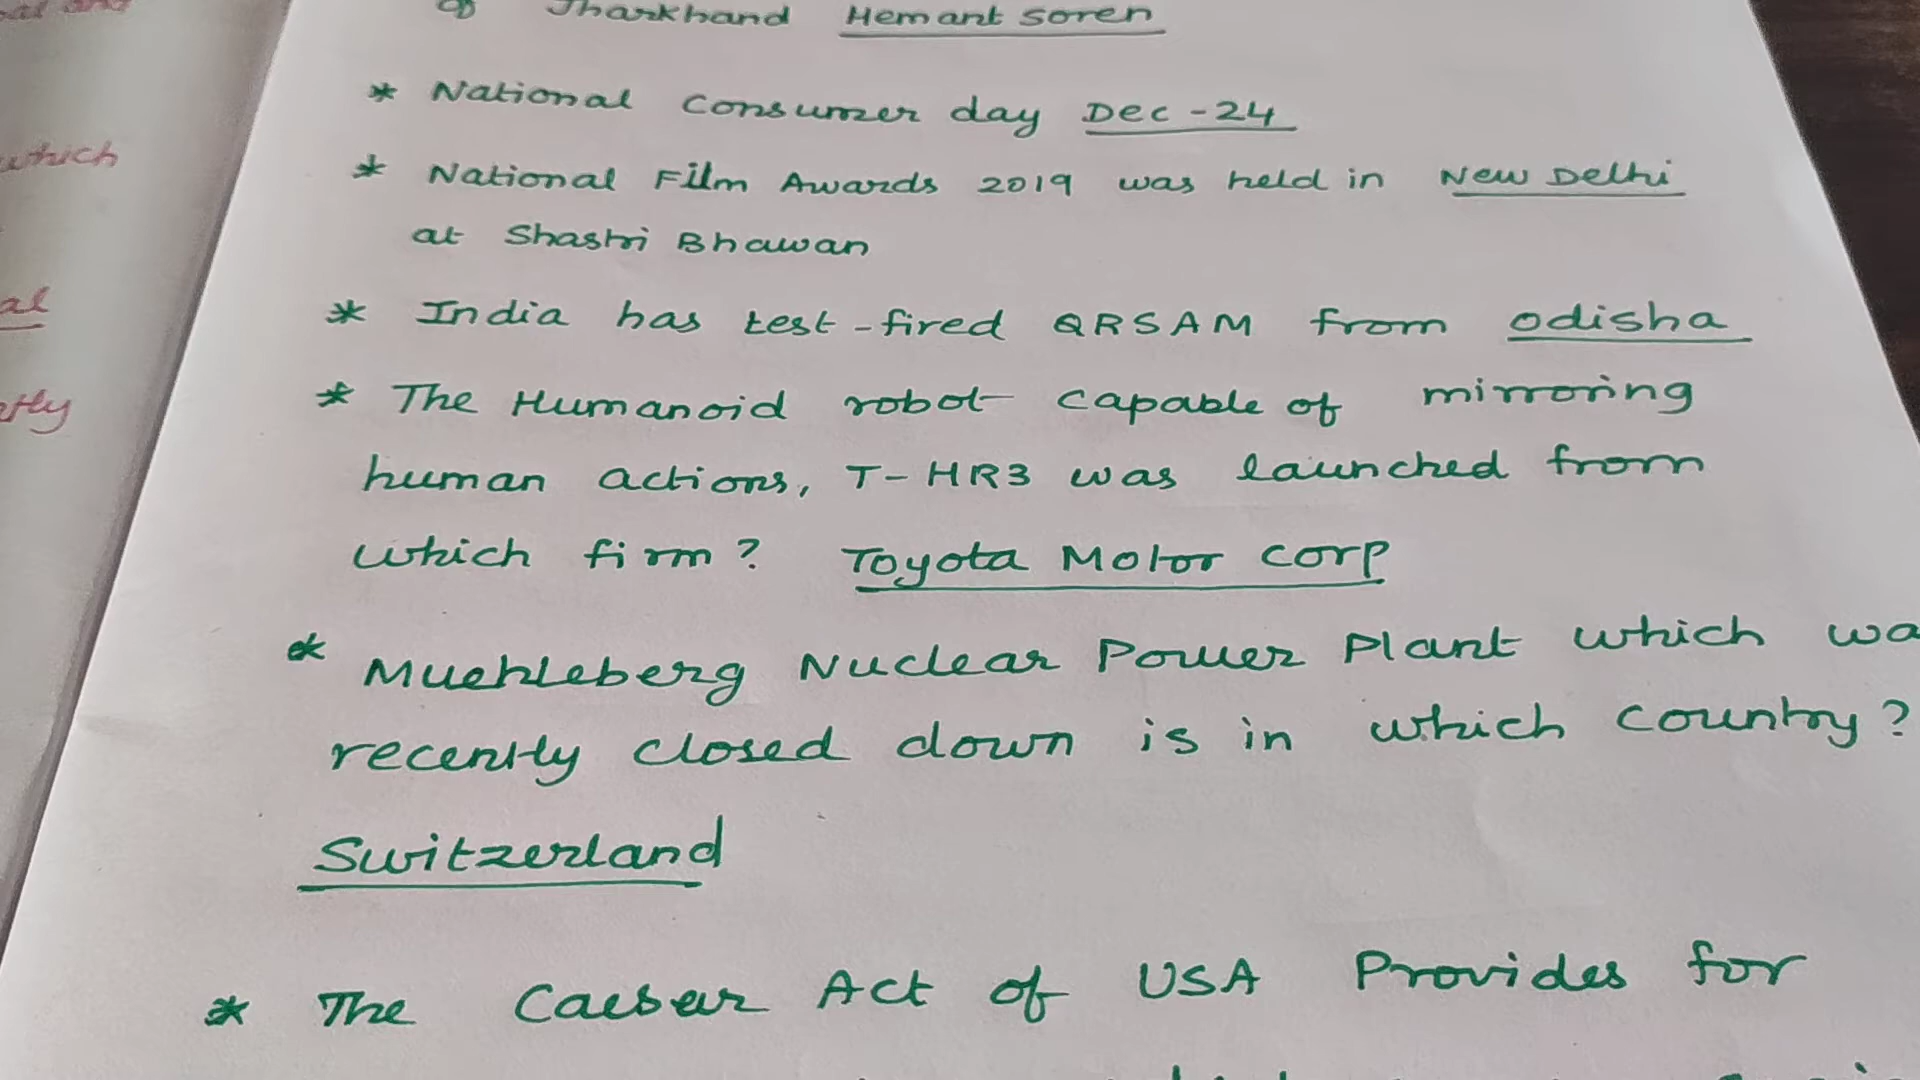 of Jharkhand Hemant Soren
* National Consumer day Dec-24
* National Film Awards 2019 was held in New Delhi
at Shastri Bhawan
* India has test-fired QRSAM from odisha
* The Humanoid robot capable of mirroring
human actions, T-HR3 was launched from
which firm? Toyota Motor corp
* Muehleberg Nuclear Power Plant which wa
recently closed down is in which country?
Switzerland
* The Caesar Act of USA Provides for
which
al